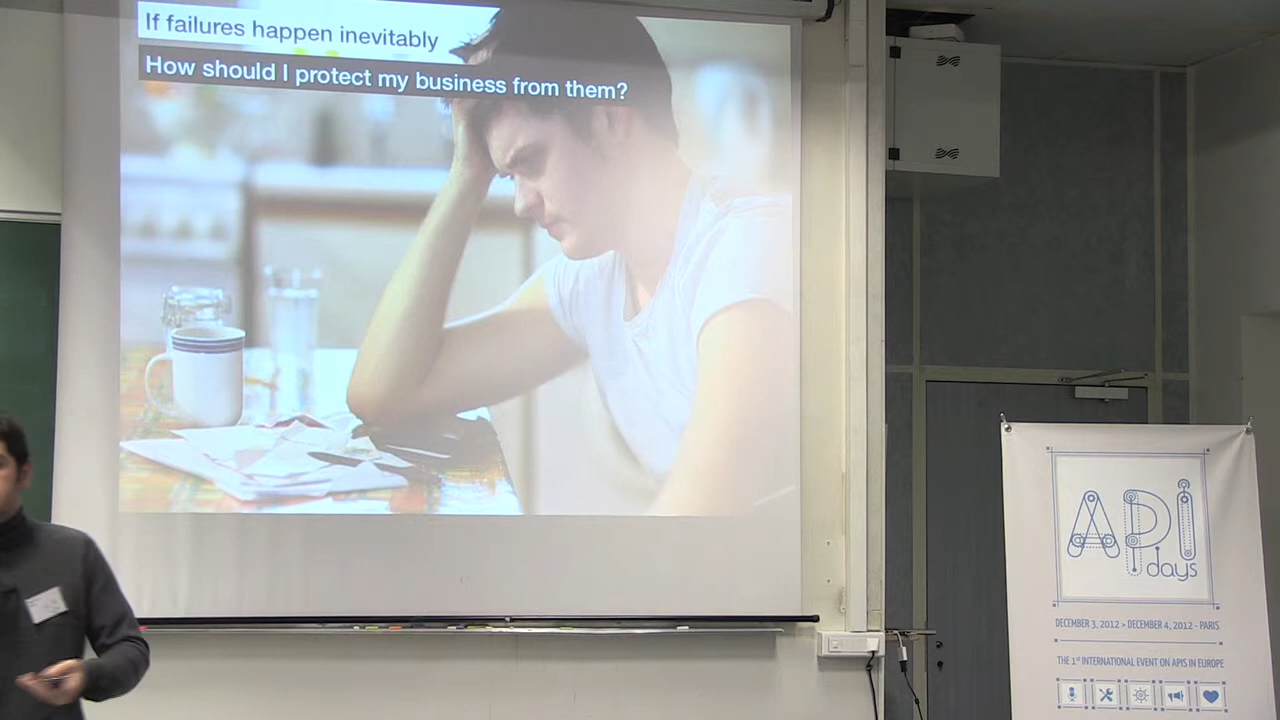 If failures happen inevitably
How should I protect my business from them?
API
days
DECEMBER 3, 2012 > DECEMBER 4, 2012 - PARIS
THE 1st INTERNATIONAL EVENT ON APIS IN EUROPE